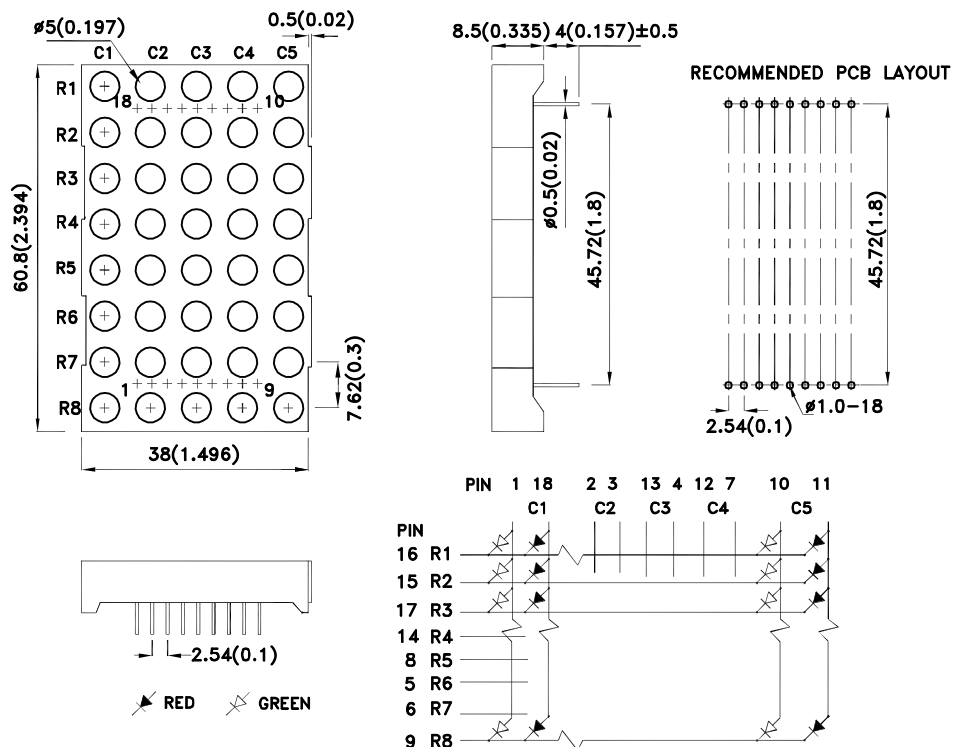 ø5(0.197)
0.5(0.02)
C1 C2 C3 C4 C5
R1
18 10
R2
R3
R4
R5
R6
R7
1 9
R8
60.8(2.394)
7.62(0.3)
38(1.496)
8.5(0.335) 4(0.157)±0.5
ø0.5(0.02)
45.72(1.8)
RECOMMENDED PCB LAYOUT
45.72(1.8)
ø1.0-18
2.54(0.1)
2.54(0.1)
RED GREEN
PIN 1 18 2 3 13 4 12 7 10 11
C1 C2 C3 C4 C5
PIN
16 R1
15 R2
17 R3
14 R4
8 R5
5 R6
6 R7
9 R8